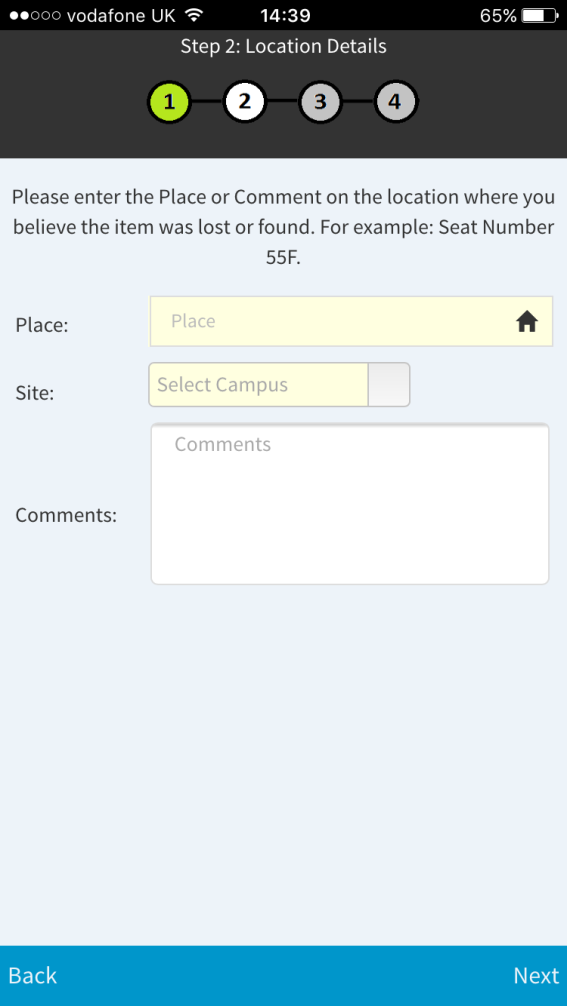 vodafone UK 14:39 65%
Step 2: Location Details
1 2 3 4
Please enter the Place or Comment on the location where you
believe the item was lost or found. For example: Seat Number
55F.
Place: Place
Site: Select Campus
Comments
Comments:
Back Next